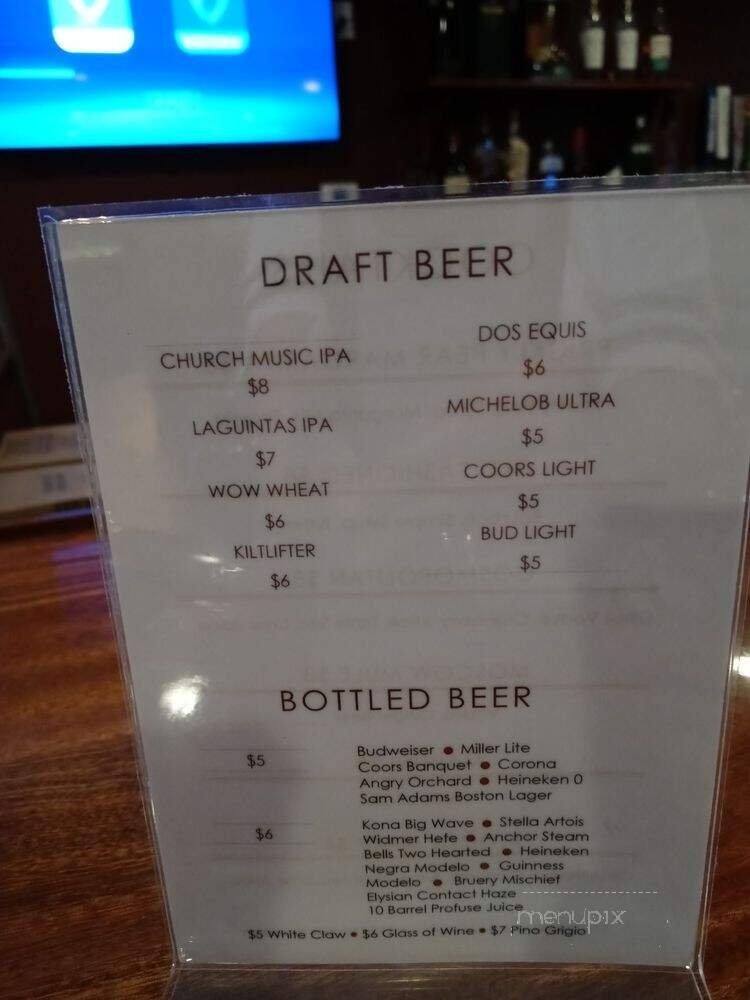 DRAFT BEER
CHURCH MUSIC IPA
$8
LAGUINTAS IPA
$7
WOW WHEAT
$6
KILTLIFTER
$6
DOS EQUIS
$6
MICHELOB ULTRA
$5
COORS LIGHT
$5
BUD LIGHT
$5
BOTTLED BEER
$5
Budweiser • Miller Lite
Coors Banquet • Corona
Angry Orchard • Heineken 0
Sam Adams Boston Lager
$6
Kona Big Wave • Stella Artois
Widmer Hefe • Anchor Steam
Bells Two Hearted • Heineken
Negra Modelo • Guinness
Modelo • Bruery Mischief
Elysian Contact Haze
10 Barrel Profuse Juice
$5 White Claw • $6 Glass of Wine • $7 Pino Grigio
menupix